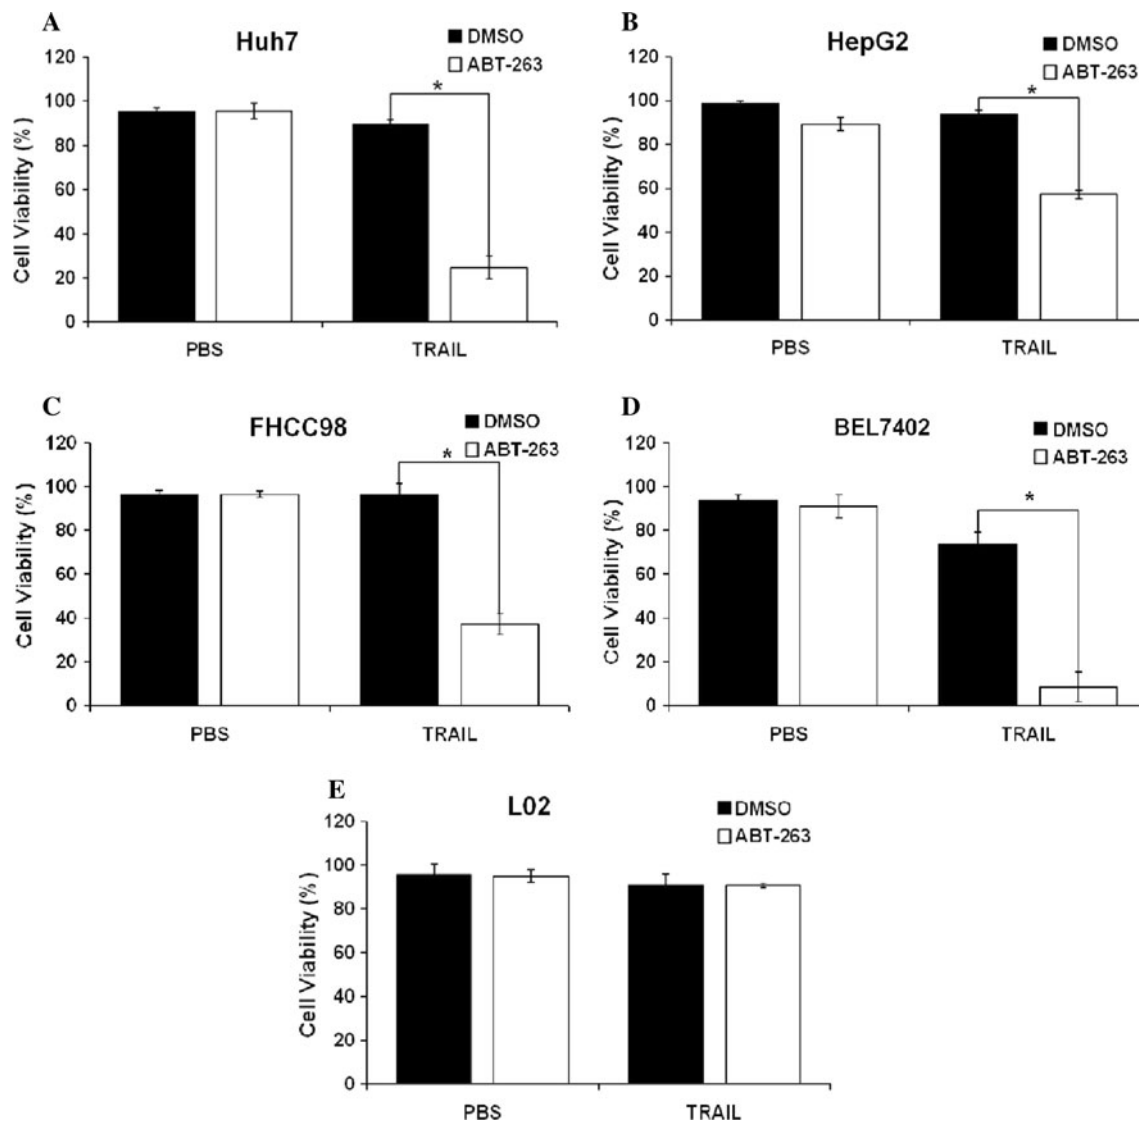 A
Huh7
DMSO
ABT-263
Cell Viability (%)
120
100
80
60
40
20
0
*
PBS
TRAIL
B
HepG2
DMSO
ABT-263
Cell Viability (%)
120
100
80
60
40
20
0
*
PBS
TRAIL
C
FHCC98
DMSO
ABT-263
Cell Viability (%)
120
100
80
60
40
20
0
*
PBS
TRAIL
D
BEL7402
DMSO
ABT-263
Cell Viability (%)
120
100
80
60
40
20
0
*
PBS
TRAIL
E
L02
DMSO
ABT-263
Cell Viability (%)
120
100
80
60
40
20
0
PBS
TRAIL